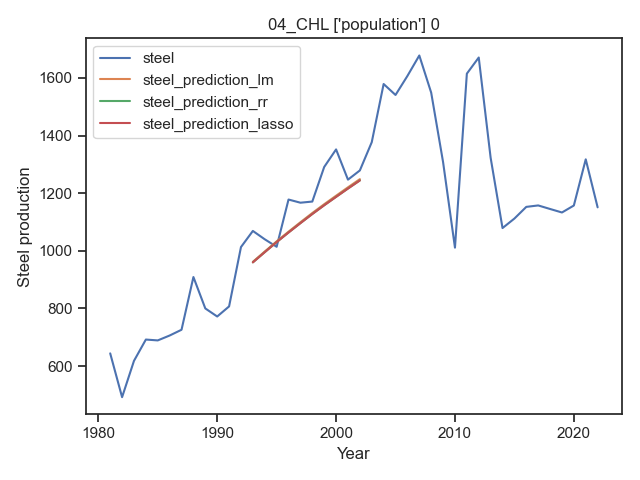 04_CHL ['population'] 0
steel
steel_prediction_lm
steel_prediction_rr
steel_prediction_lasso
Steel production
1600
1400
1200
1000
800
600
1980
1990
2000
2010
2020
Year